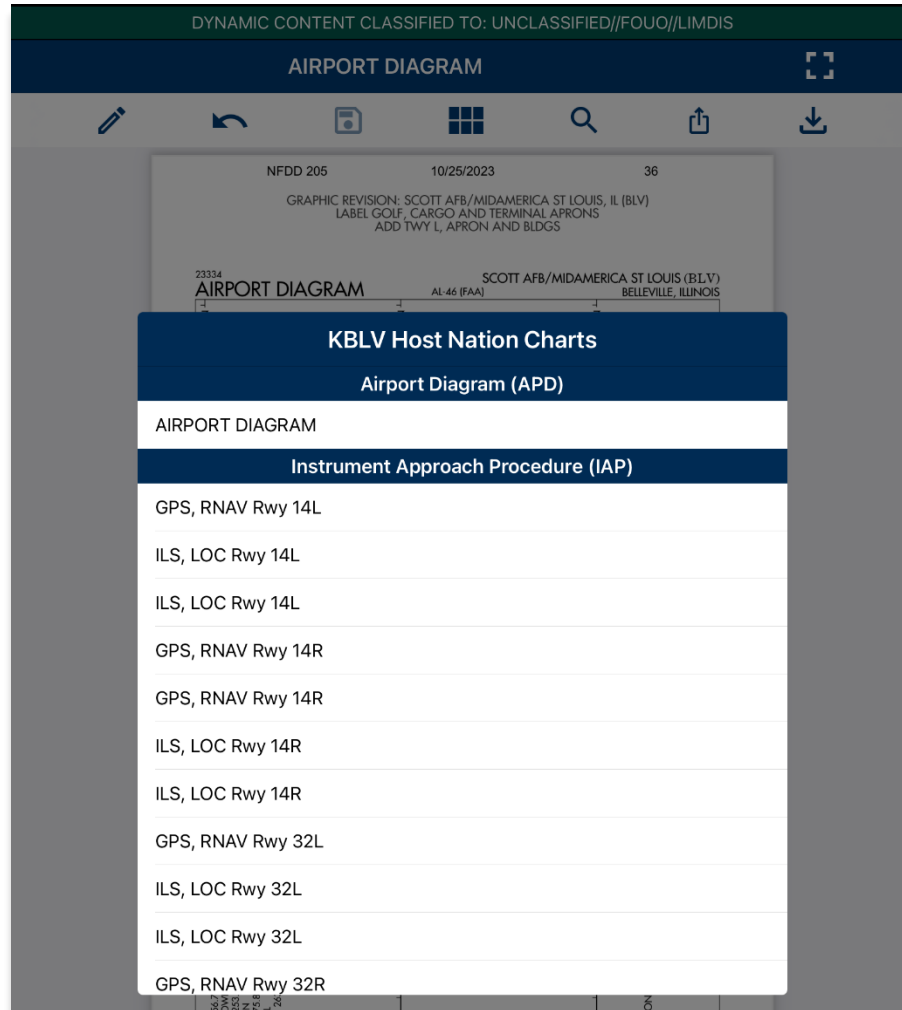 DYNAMIC CONTENT CLASSIFIED TO: UNCLASSIFIED//FOUO//LIMDIS
AIRPORT DIAGRAM
NFDD 205 10/25/2023 36
GRAPHIC REVISION: SCOTT AFB/MIDAMERICA ST LOUIS, IL (BLV)
LABEL GOLF, CARGO AND TERMINAL APRONS
ADD TWY L, APRON AND BLDGS
23334
AIRPORT DIAGRAM AL-46 (FAA) SCOTT AFB/MIDAMERICA ST LOUIS (BLV)
BELLEVILLE, ILLINOIS
KBLV Host Nation Charts
Airport Diagram (APD)
AIRPORT DIAGRAM
Instrument Approach Procedure (IAP)
GPS, RNAV Rwy 14L
ILS, LOC Rwy 14L
ILS, LOC Rwy 14L
GPS, RNAV Rwy 14R
GPS, RNAV Rwy 14R
ILS, LOC Rwy 14R
ILS, LOC Rwy 14R
GPS, RNAV Rwy 32L
ILS, LOC Rwy 32L
ILS, LOC Rwy 32L
GPS, RNAV Rwy 32R